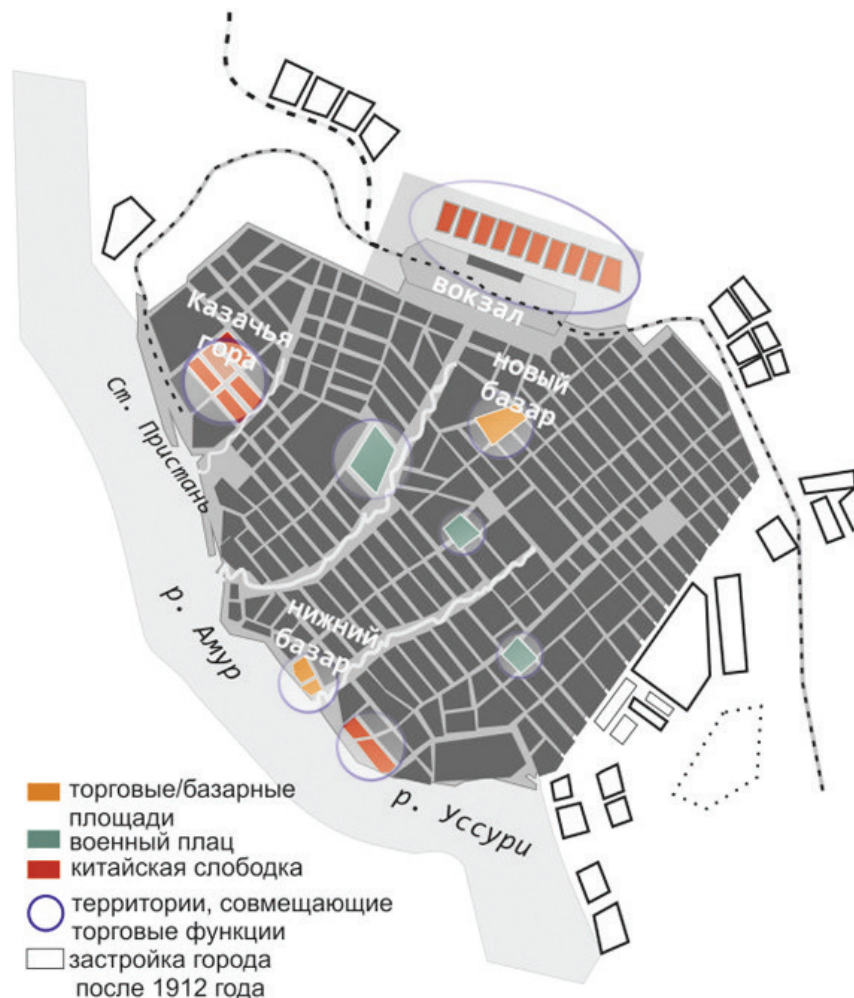 вокзал
Казачья
гора
новый
базар
Ст. Пристань
р. Амур
нижний
базар
р. Уссури
торговые/базарные
площади
военный плац
китайская слободка
территории, совмещающие
торговые функции
застройка города
после 1912 года